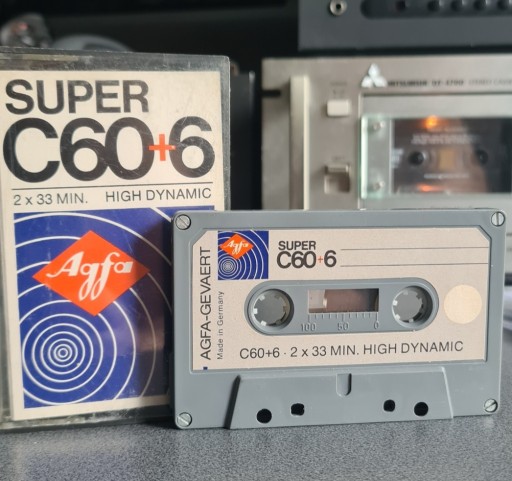 SUPER
C60+6
2 x 33 MIN. HIGH DYNAMIC
Agfa
MITSUBISHI
AGFA-GEVAERT
Made in Germany
Agfa
SUPER
C60+6
100 50 0
C60+6 · 2 x 33 MIN. HIGH DYNAMIC